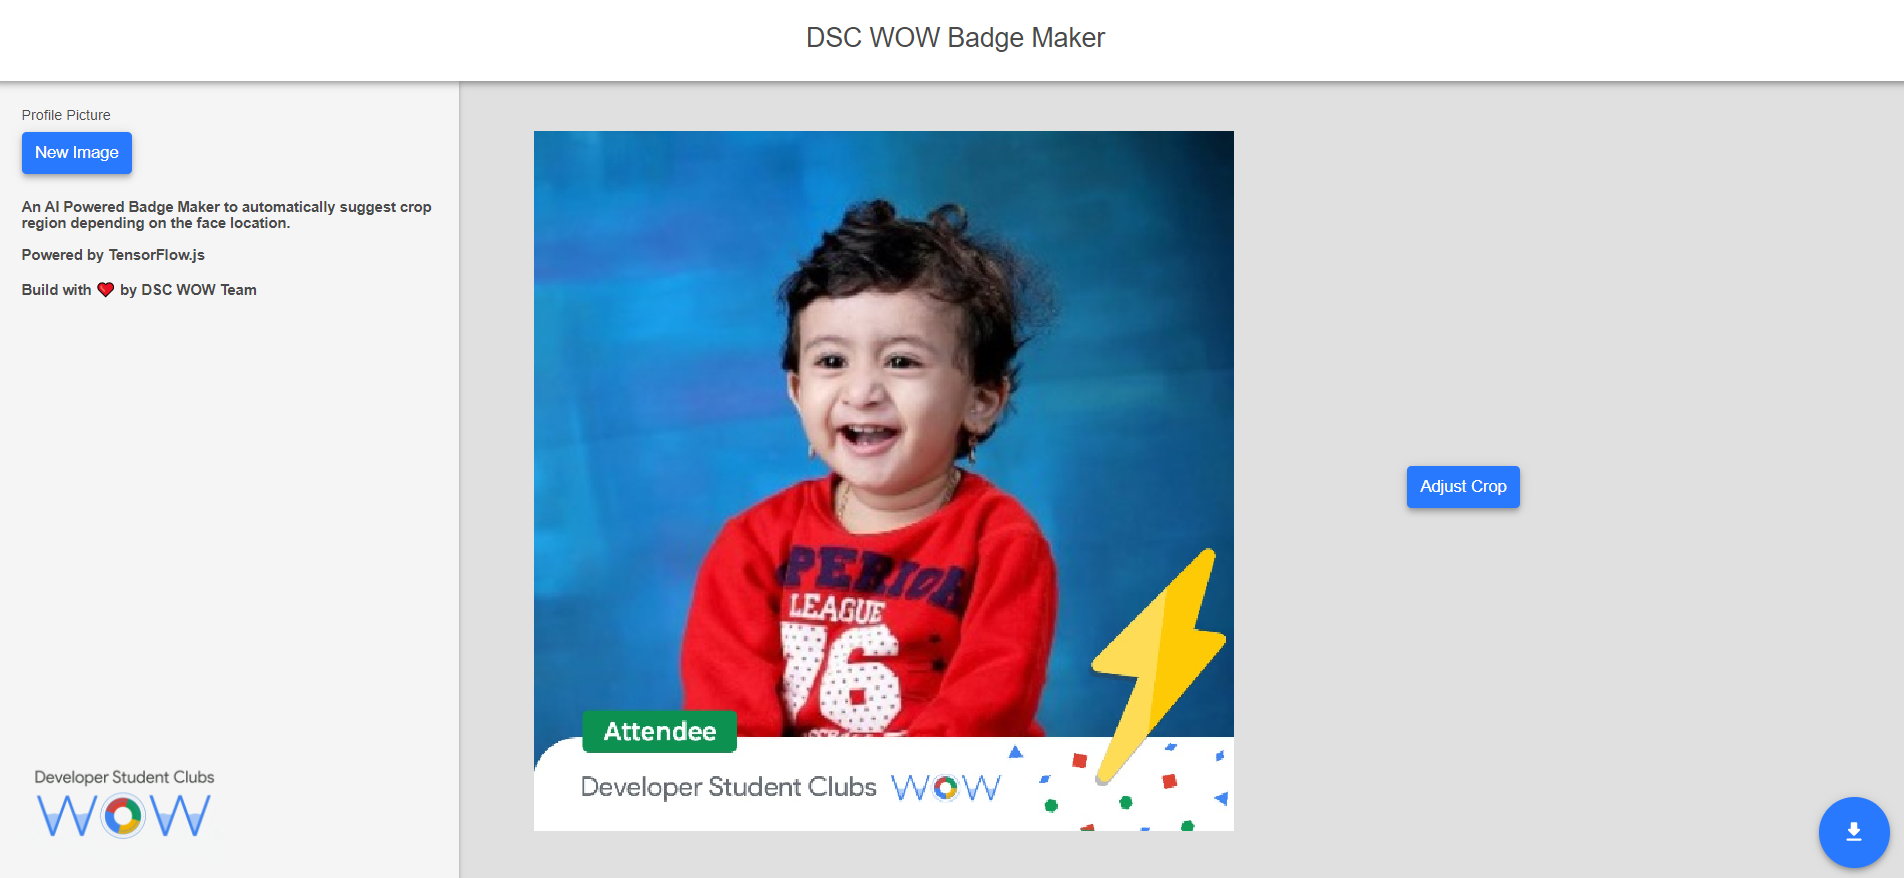 DSC WOW Badge Maker
Profile Picture
New Image
An AI Powered Badge Maker to automatically suggest crop
region depending on the face location.
Powered by TensorFlow.js
Build with ❤️ by DSC WOW Team
Developer Student Clubs
WOW
PERIOR
LEAGUE
76
Attendee
Developer Student Clubs WOW
Adjust Crop